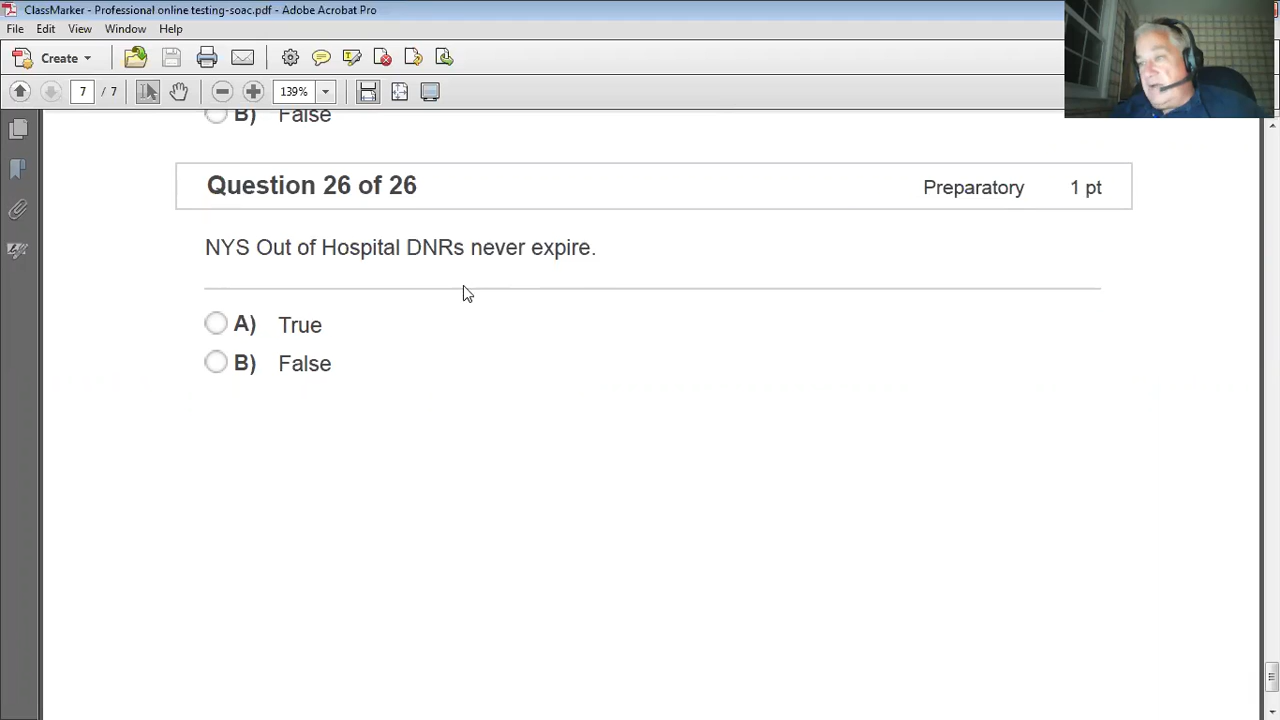 ClassMarker - Professional online testing-soac.pdf - Adobe Acrobat Pro
File Edit View Window Help
Create
7 / 7 139%
B) False
Question 26 of 26 Preparatory 1 pt
NYS Out of Hospital DNRs never expire.
A) True
B) False